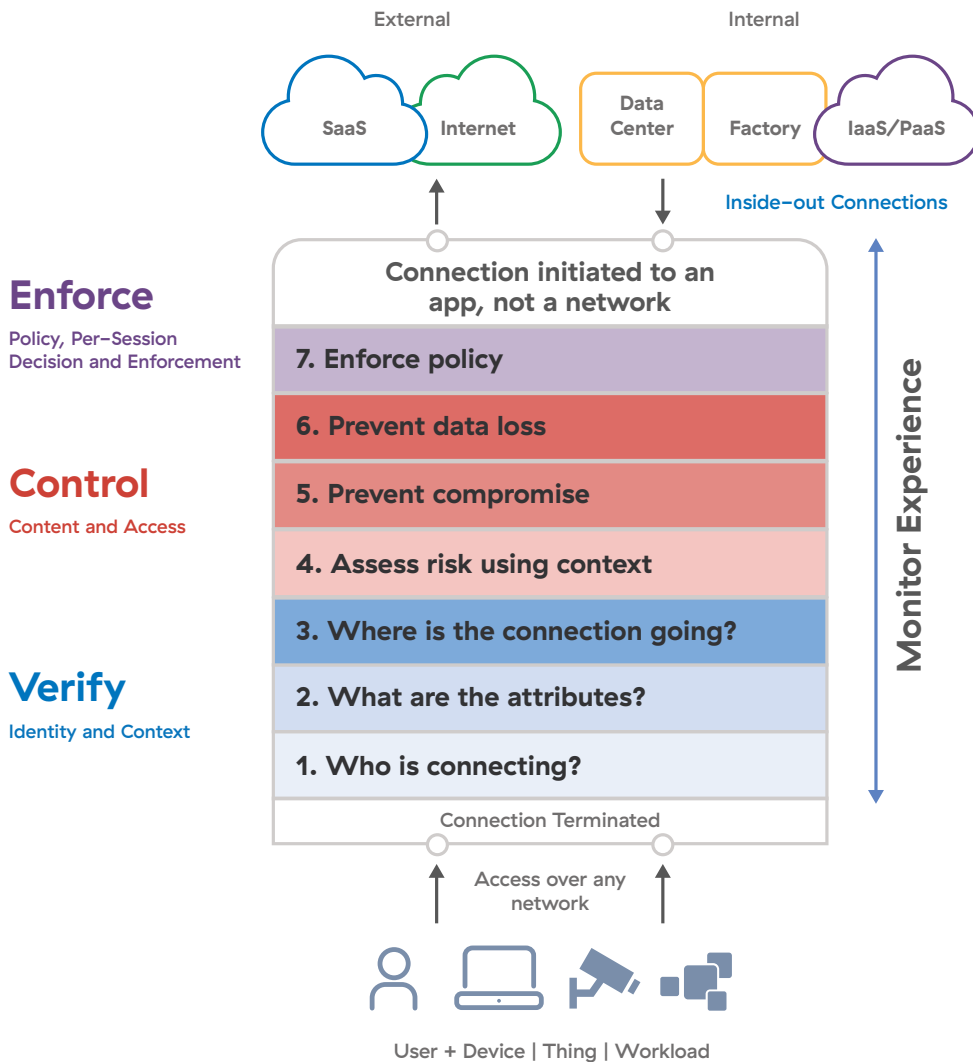 External
Internal
SaaS
Internet
Data
Center
Factory
IaaS/PaaS
Inside-out Connections
Connection initiated to an
app, not a network
Enforce
Policy, Per-Session
Decision and Enforcement
7. Enforce policy
6. Prevent data loss
Control
Content and Access
5. Prevent compromise
4. Assess risk using context
3. Where is the connection going?
Verify
Identity and Context
2. What are the attributes?
1. Who is connecting?
Monitor Experience
Connection Terminated
Access over any
network
User + Device | Thing | Workload